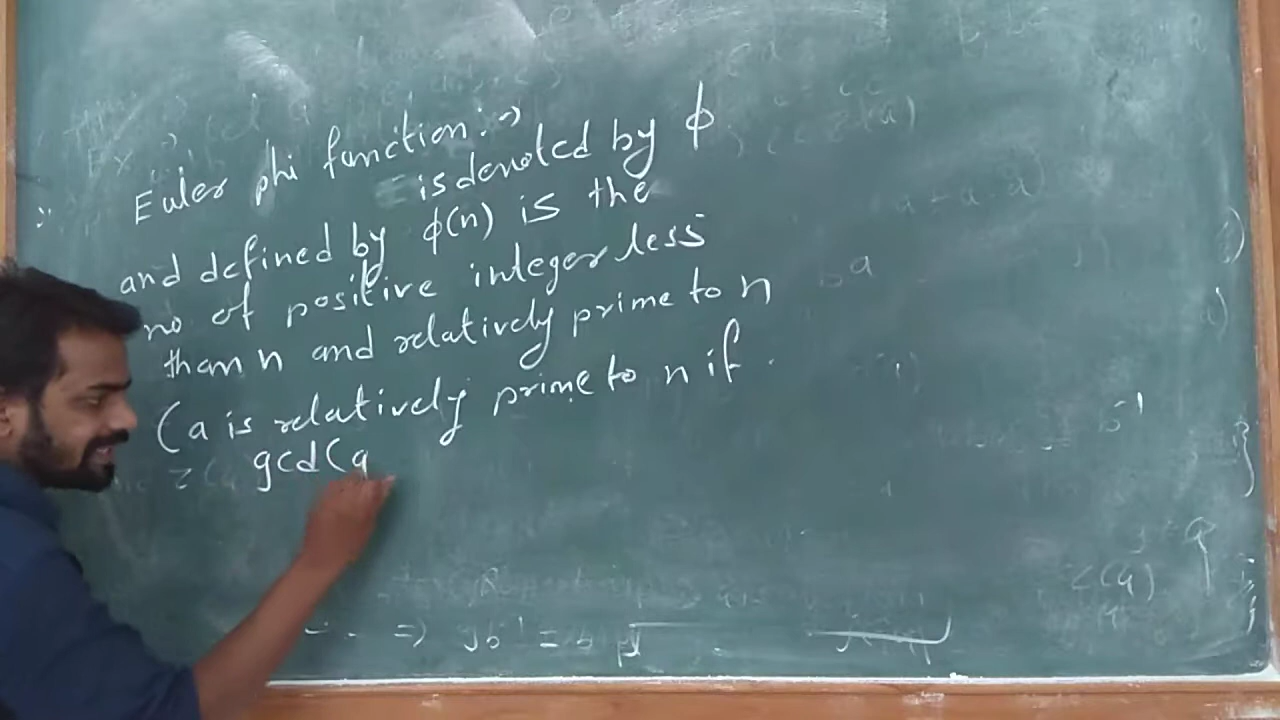 Euler phi function :→
is denoted by ϕ
and defined by ϕ(n) is the
no of positive integer less
than n and relatively prime to n
(a is relatively prime to n if
gcd(a